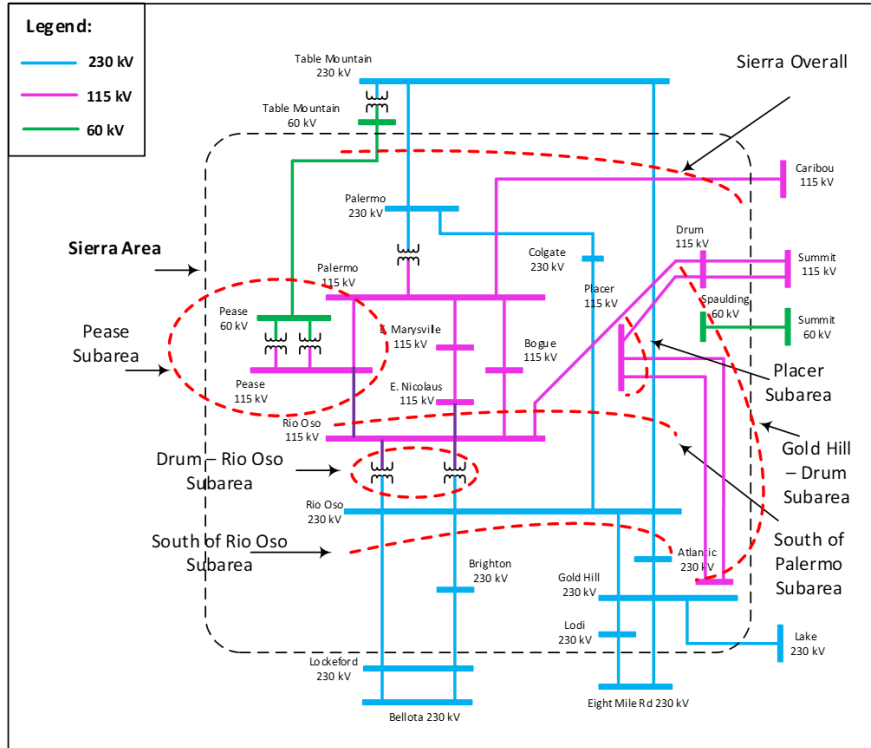 Legend:
230 kV
115 kV
60 kV
Table Mountain
230 kV
Sierra Overall
Table Mountain
60 kV
Caribou
115 kV
Palermo
230 kV
Sierra Area
Colgate
230 kV
Drum
115 kV
Summit
115 kV
Palermo
115 kV
Placer
115 kV
Spaulding
60 kV
Summit
60 kV
Pease
Subarea
Pease
60 kV
E. Marysville
115 kV
Bogue
115 kV
Placer
Subarea
Pease
115 kV
E. Nicolaus
115 kV
Rio Oso
115 kV
Gold Hill
– Drum
Subarea
Drum – Rio Oso
Subarea
Rio Oso
230 kV
South of
Palermo
Subarea
South of Rio Oso
Subarea
Brighton
230 kV
Atlantic
230 kV
Gold Hill
230 kV
Lodi
230 kV
Lake
230 kV
Lockeford
230 kV
Bellota 230 kV
Eight Mile Rd 230 kV